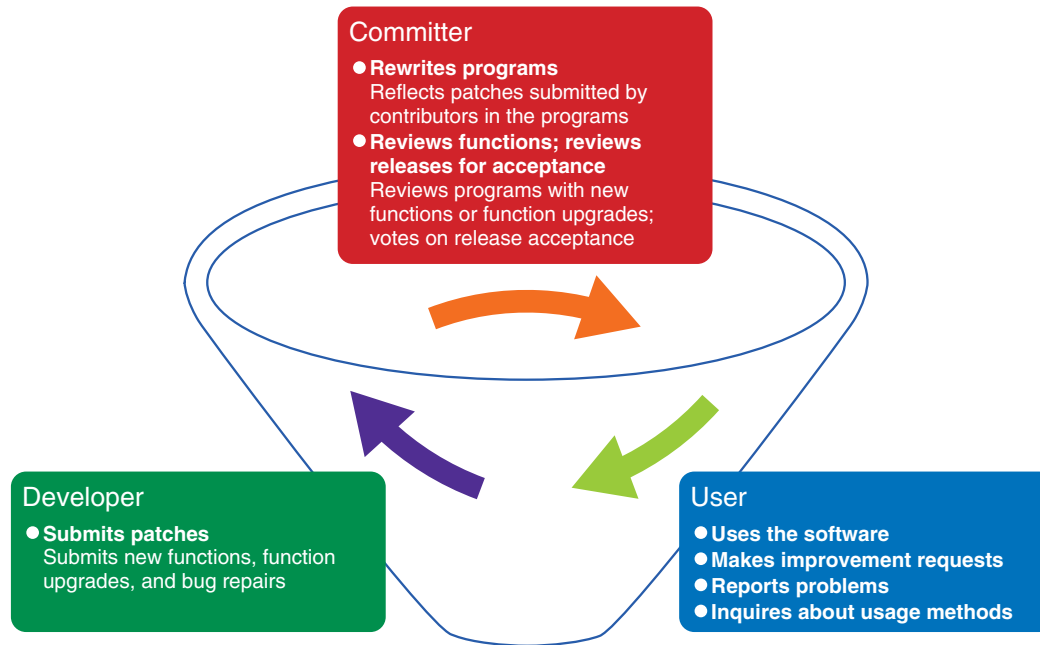 Committer
● Rewrites programs
Reflects patches submitted by
contributors in the programs
● Reviews functions; reviews
releases for acceptance
Reviews programs with new
functions or function upgrades;
votes on release acceptance
Developer
● Submits patches
Submits new functions, function
upgrades, and bug repairs
User
● Uses the software
● Makes improvement requests
● Reports problems
● Inquires about usage methods